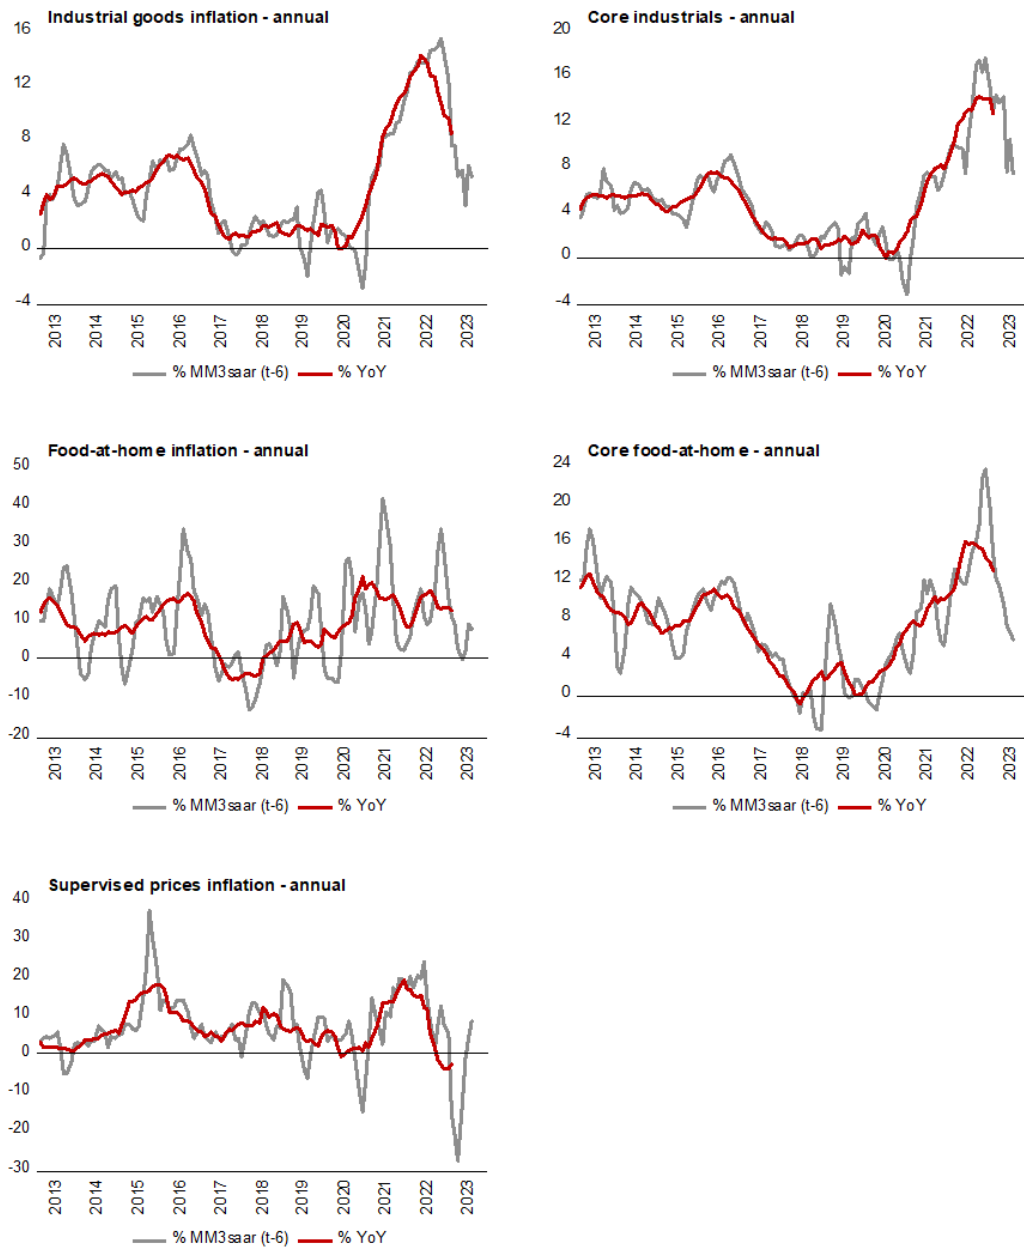 Industrial goods inflation - annual
16
12
8
4
0
-4
2013 2014 2015 2016 2017 2018 2019 2020 2021 2022 2023
% MM3saar (t-6) % YoY
Core industrials - annual
20
16
12
8
4
0
-4
2013 2014 2015 2016 2017 2018 2019 2020 2021 2022 2023
% MM3saar (t-6) % YoY
Food-at-home inflation - annual
50
40
30
20
10
0
-10
-20
2013 2014 2015 2016 2017 2018 2019 2020 2021 2022 2023
% MM3saar (t-6) % YoY
Core food-at-home - annual
24
20
16
12
8
4
0
-4
2013 2014 2015 2016 2017 2018 2019 2020 2021 2022 2023
% MM3saar (t-6) % YoY
Supervised prices inflation - annual
40
30
20
10
0
-10
-20
-30
2013 2014 2015 2016 2017 2018 2019 2020 2021 2022 2023
% MM3saar (t-6) % YoY